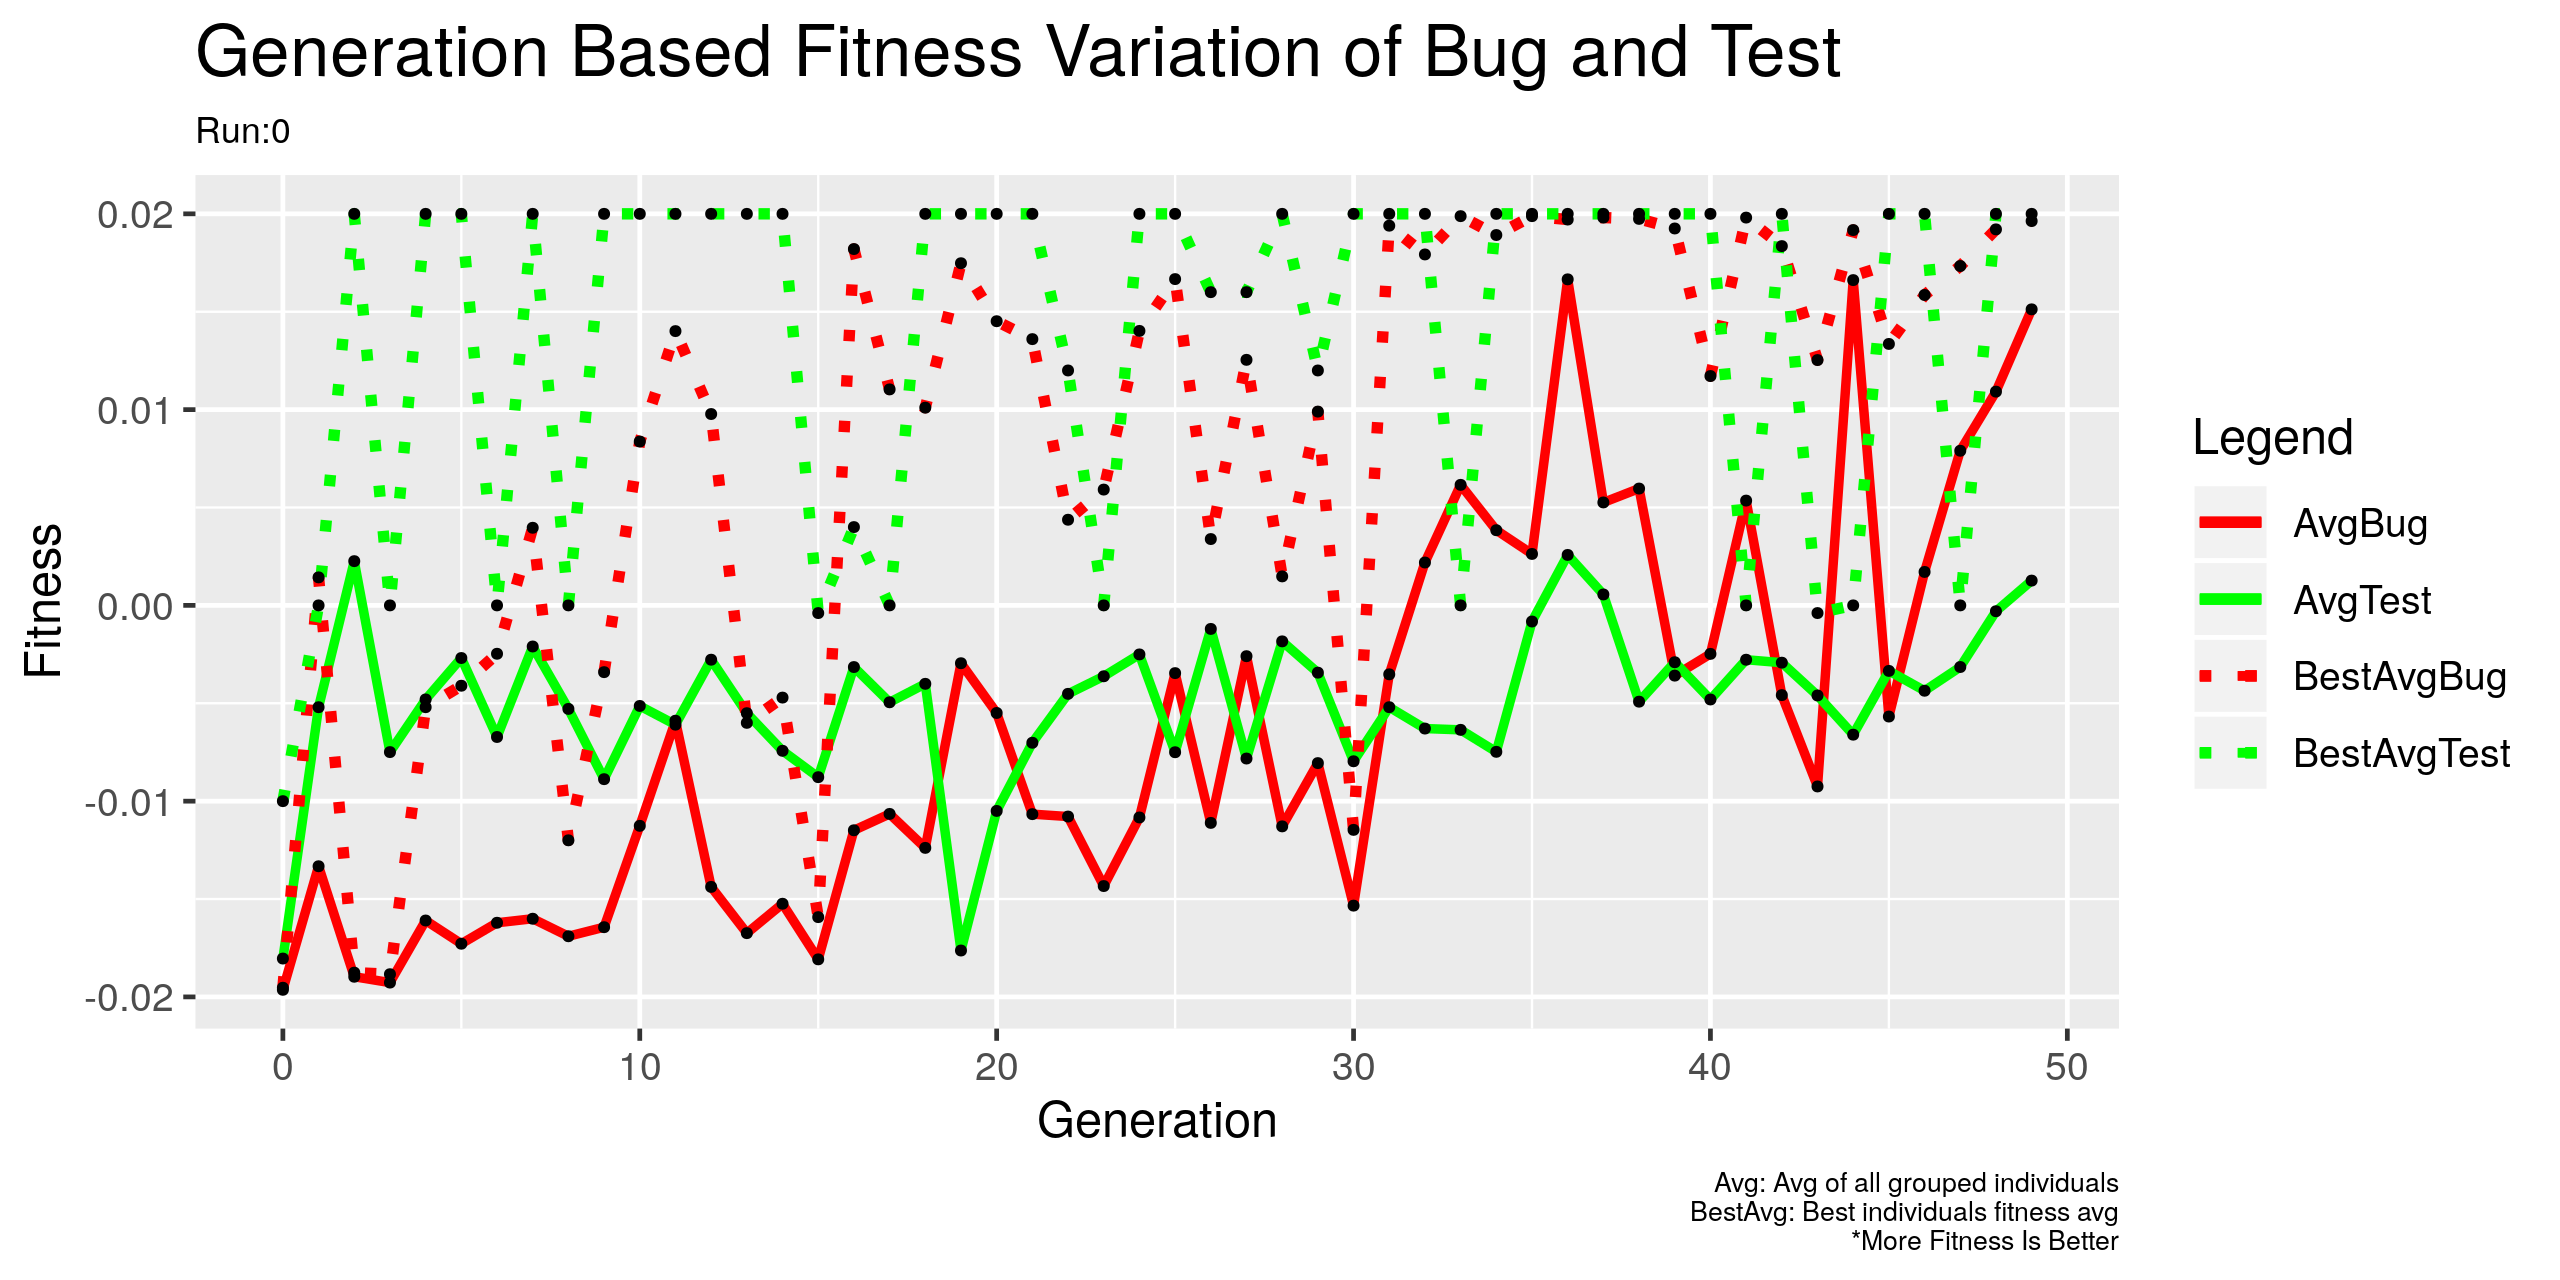 Generation Based Fitness Variation of Bug and Test
Run:0
Fitness
0.02
0.01
0.00
-0.01
-0.02
0
10
20
30
40
50
Generation
Legend
AvgBug
AvgTest
BestAvgBug
BestAvgTest
Avg: Avg of all grouped individuals
BestAvg: Best individuals fitness avg
*More Fitness Is Better